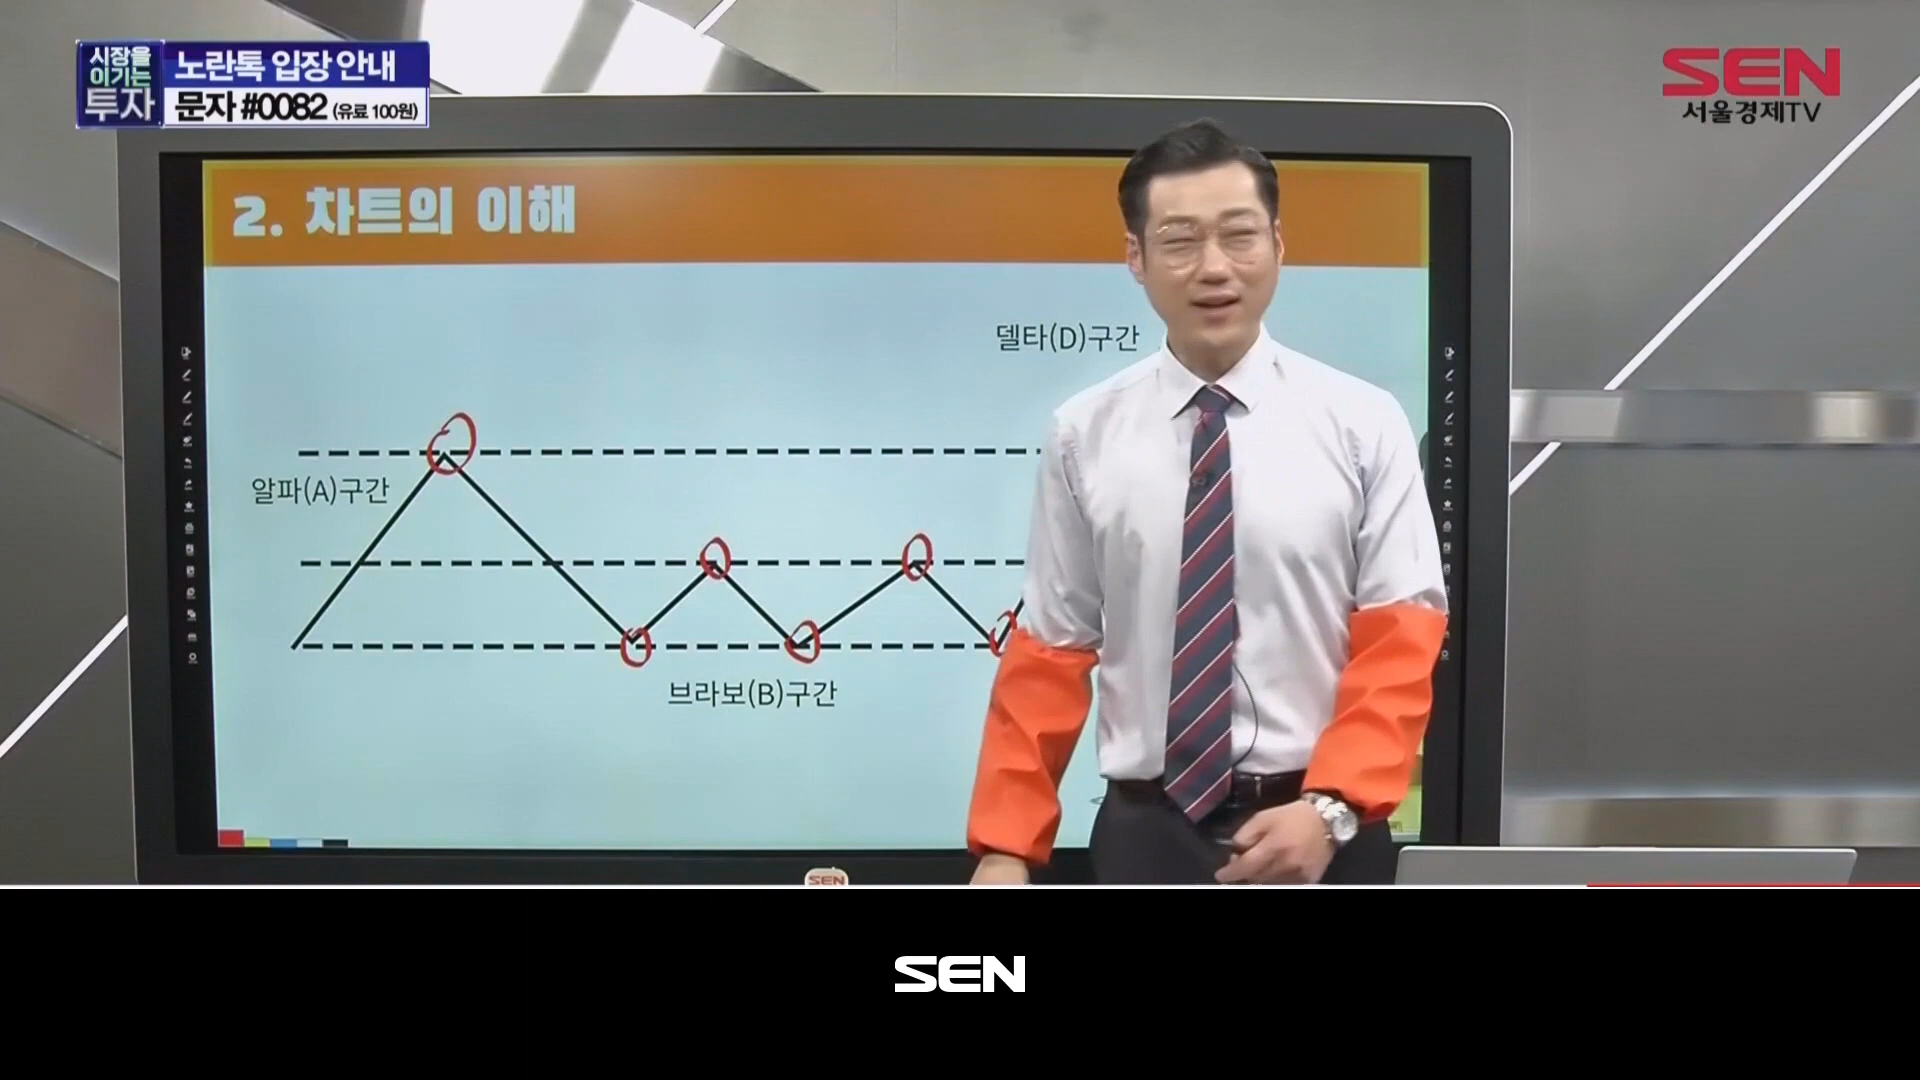 시장을
이기는
투자
노란톡 입장 안내
문자 #0082 (유료 100원)
SEN
서울경제TV
2. 차트의 이해
델타(D)구간
알파(A)구간
브라보(B)구간
SEN
SEN